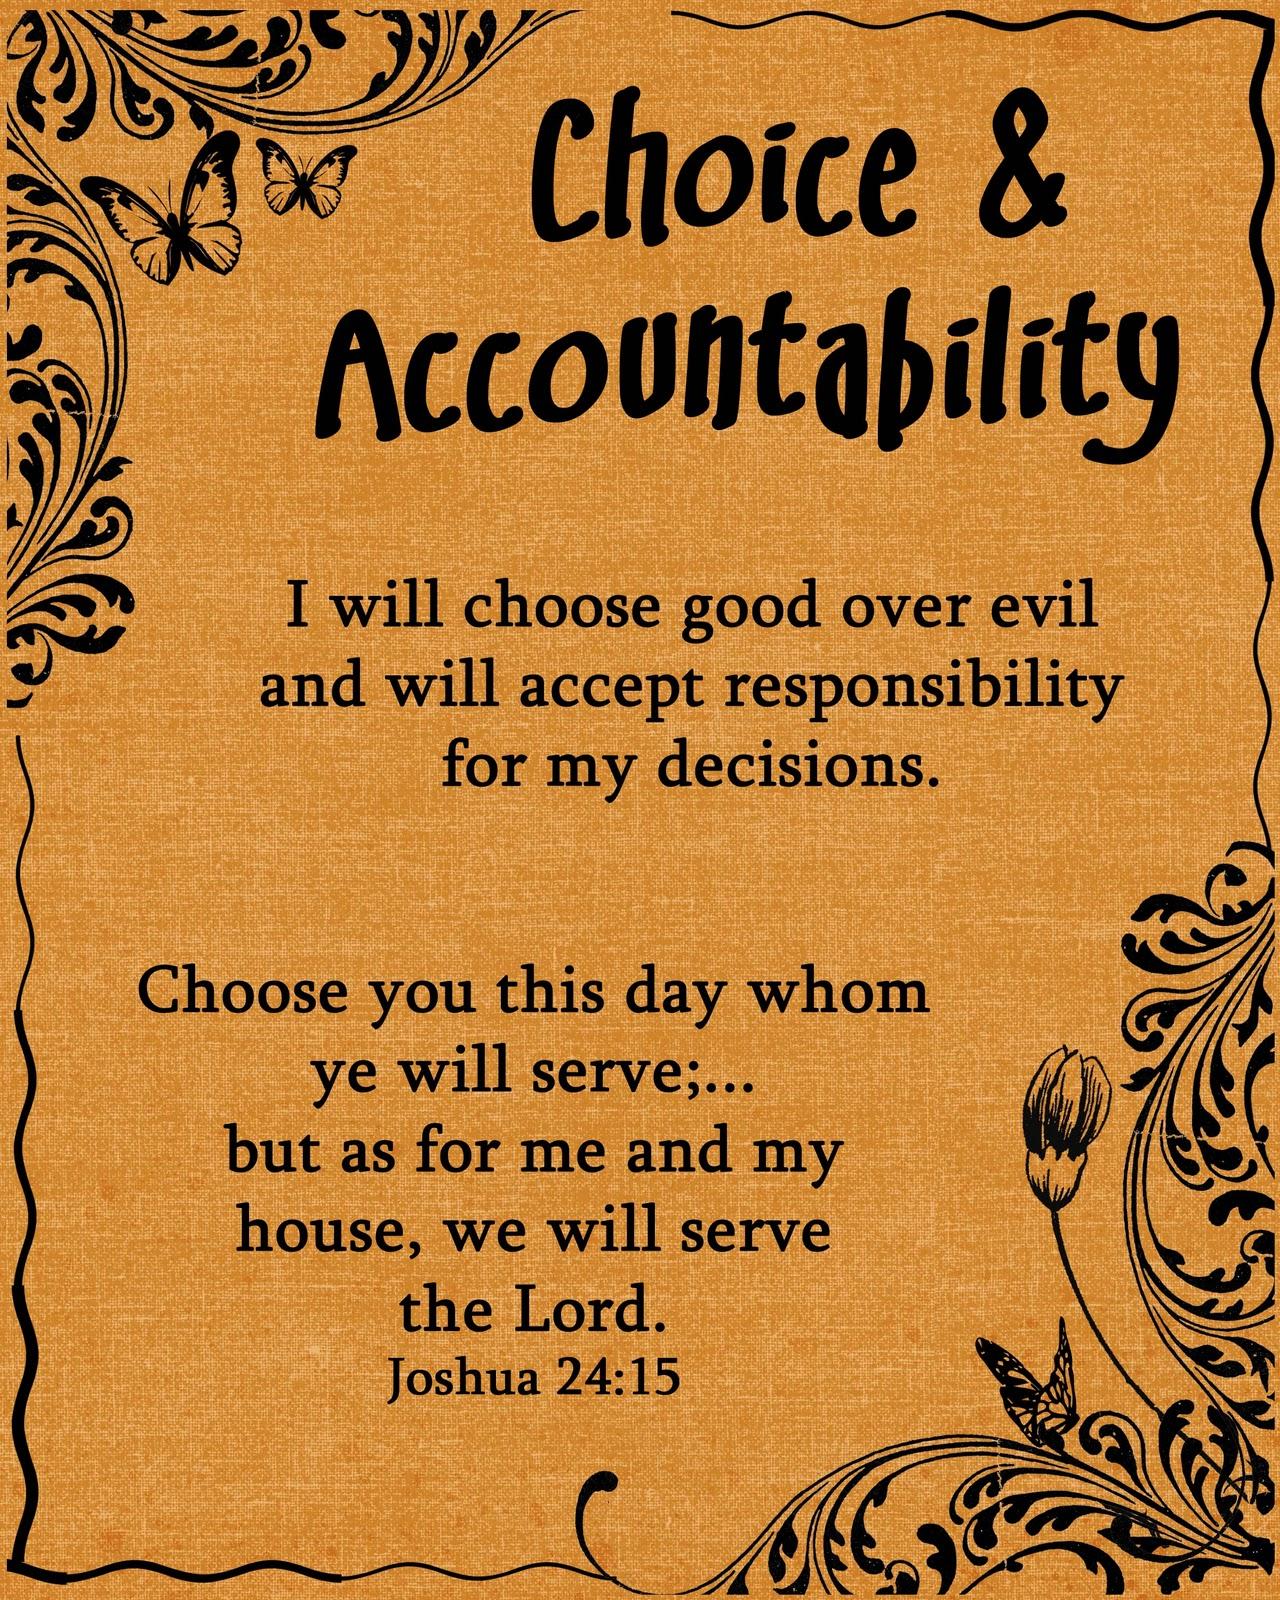 Choice &
Accountability
I will choose good over evil
and will accept responsibility
for my decisions.
Choose you this day whom
ye will serve;...
but as for me and my
house, we will serve
the Lord.
Joshua 24:15